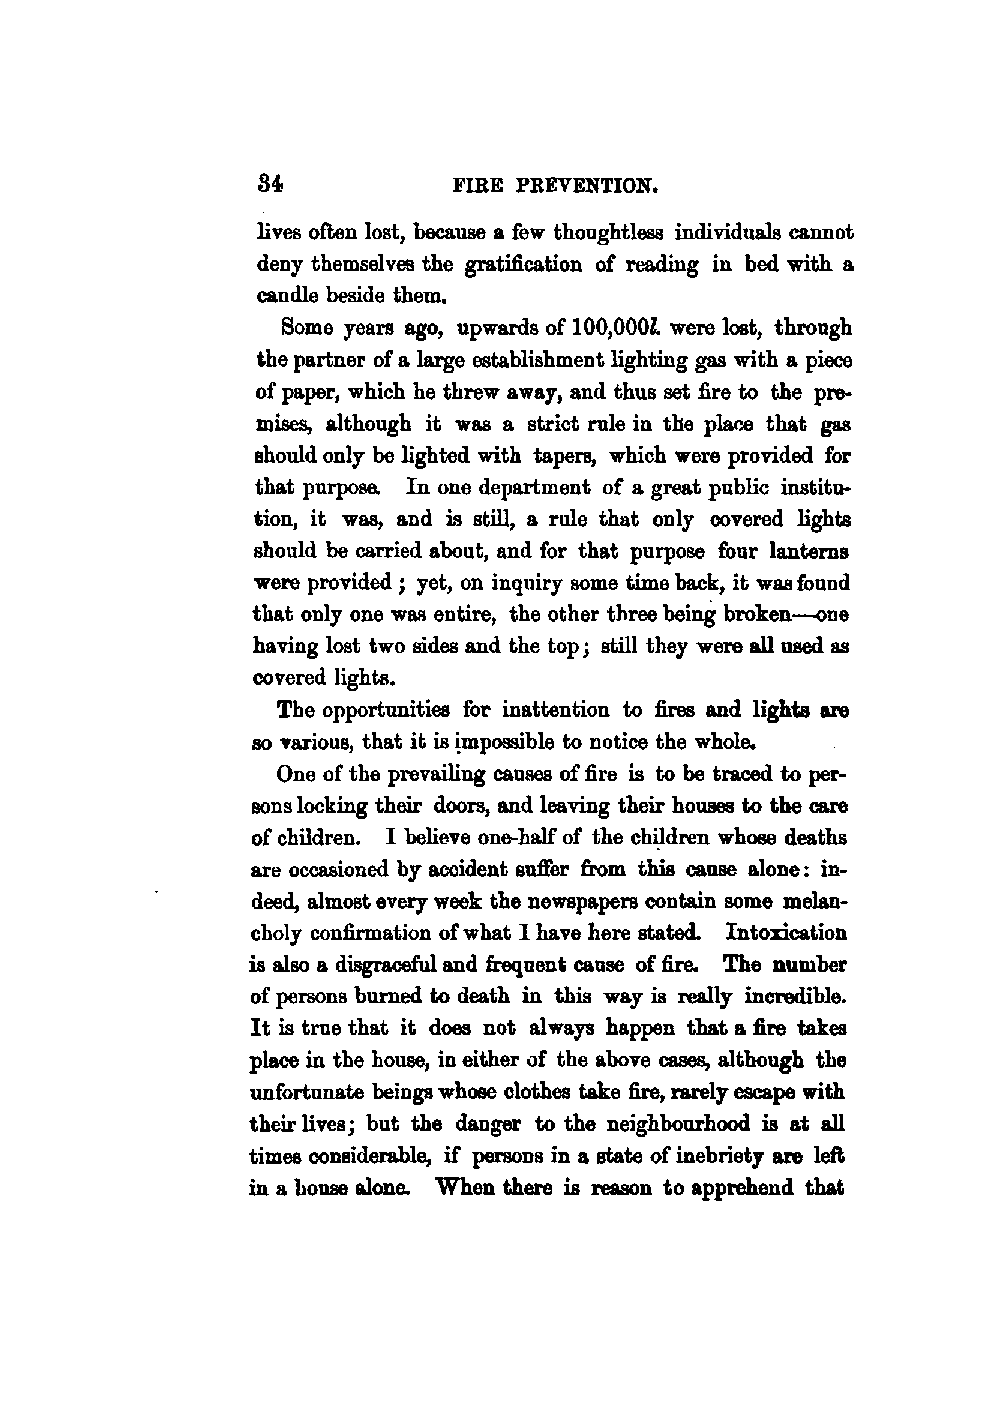 34 FIRE PREVENTION.
lives often lost, because a few thoughtless individuals cannot
deny themselves the gratification of reading in bed with a
candle beside them.
Some years ago, upwards of 100,000l. were lost, through
the partner of a large establishment lighting gas with a piece
of paper, which he threw away, and thus set fire to the pre-
mises, although it was a strict rule in the place that gas
should only be lighted with tapers, which were provided for
that purpose. In one department of a great public institu-
tion, it was, and is still, a rule that only covered lights
should be carried about, and for that purpose four lanterns
were provided; yet, on inquiry some time back, it was found
that only one was entire, the other three being broken—one
having lost two sides and the top; still they were all used as
covered lights.
The opportunities for inattention to fires and lights are
so various, that it is impossible to notice the whole.
One of the prevailing causes of fire is to be traced to per-
sons locking their doors, and leaving their houses to the care
of children. I believe one-half of the children whose deaths
are occasioned by accident suffer from this cause alone: in-
deed, almost every week the newspapers contain some melan-
choly confirmation of what I have here stated. Intoxication
is also a disgraceful and frequent cause of fire. The number
of persons burned to death in this way is really incredible.
It is true that it does not always happen that a fire takes
place in the house, in either of the above cases, although the
unfortunate beings whose clothes take fire, rarely escape with
their lives; but the danger to the neighbourhood is at all
times considerable, if persons in a state of inebriety are left
in a house alone. When there is reason to apprehend that